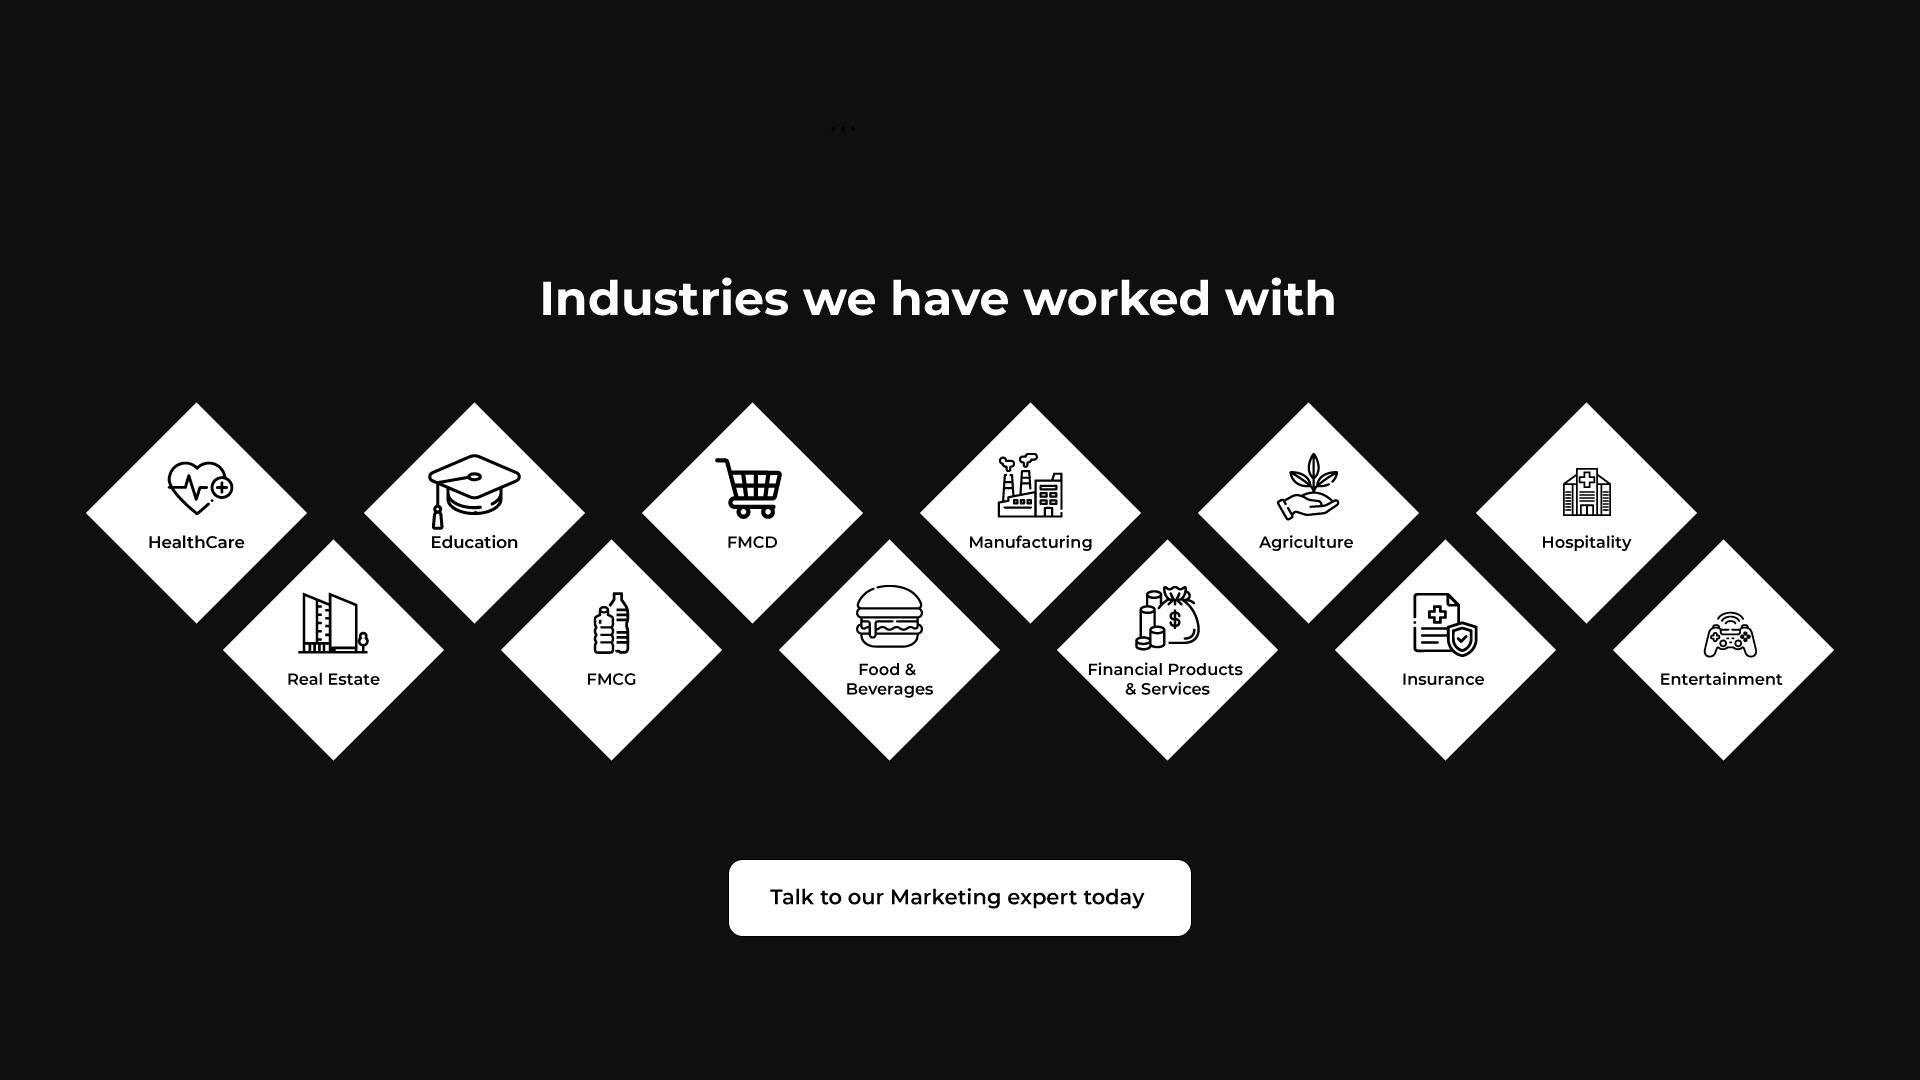 ...
Industries we have worked with
HealthCare
Education
FMCD
Manufacturing
Agriculture
Hospitality
Real Estate
FMCG
Food &
Beverages
Financial Products
& Services
Insurance
Entertainment
Talk to our Marketing expert today